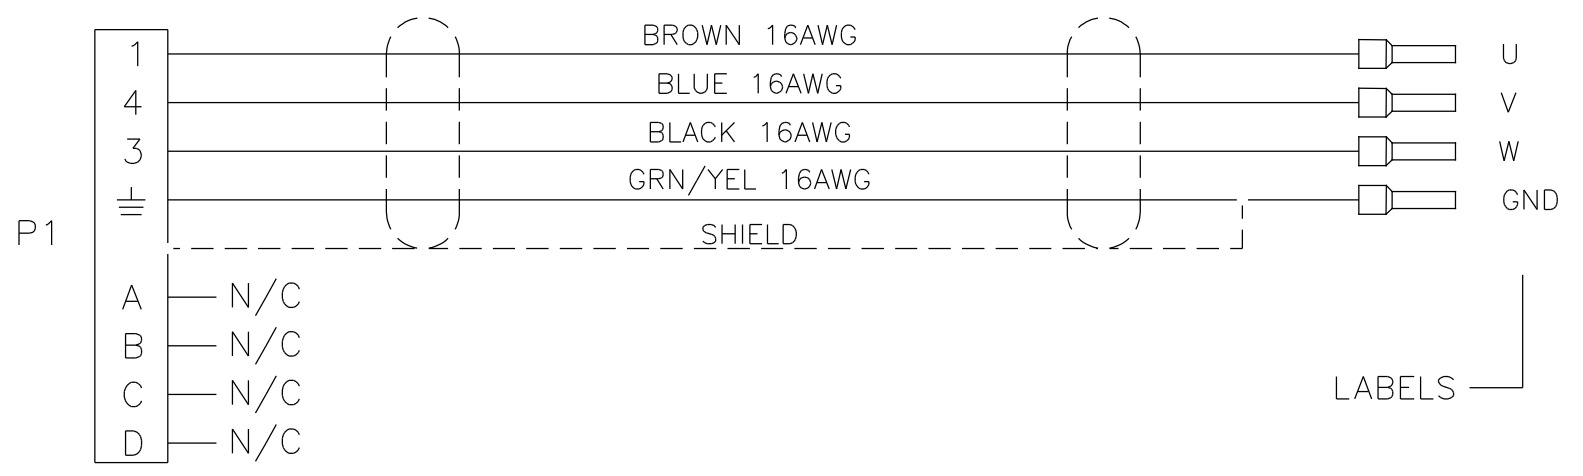 1 BROWN 16AWG U
4 BLUE 16AWG V
3 BLACK 16AWG W
GRN/YEL 16AWG GND
P1
SHIELD
A N/C
B N/C
C N/C
LABELS
D N/C